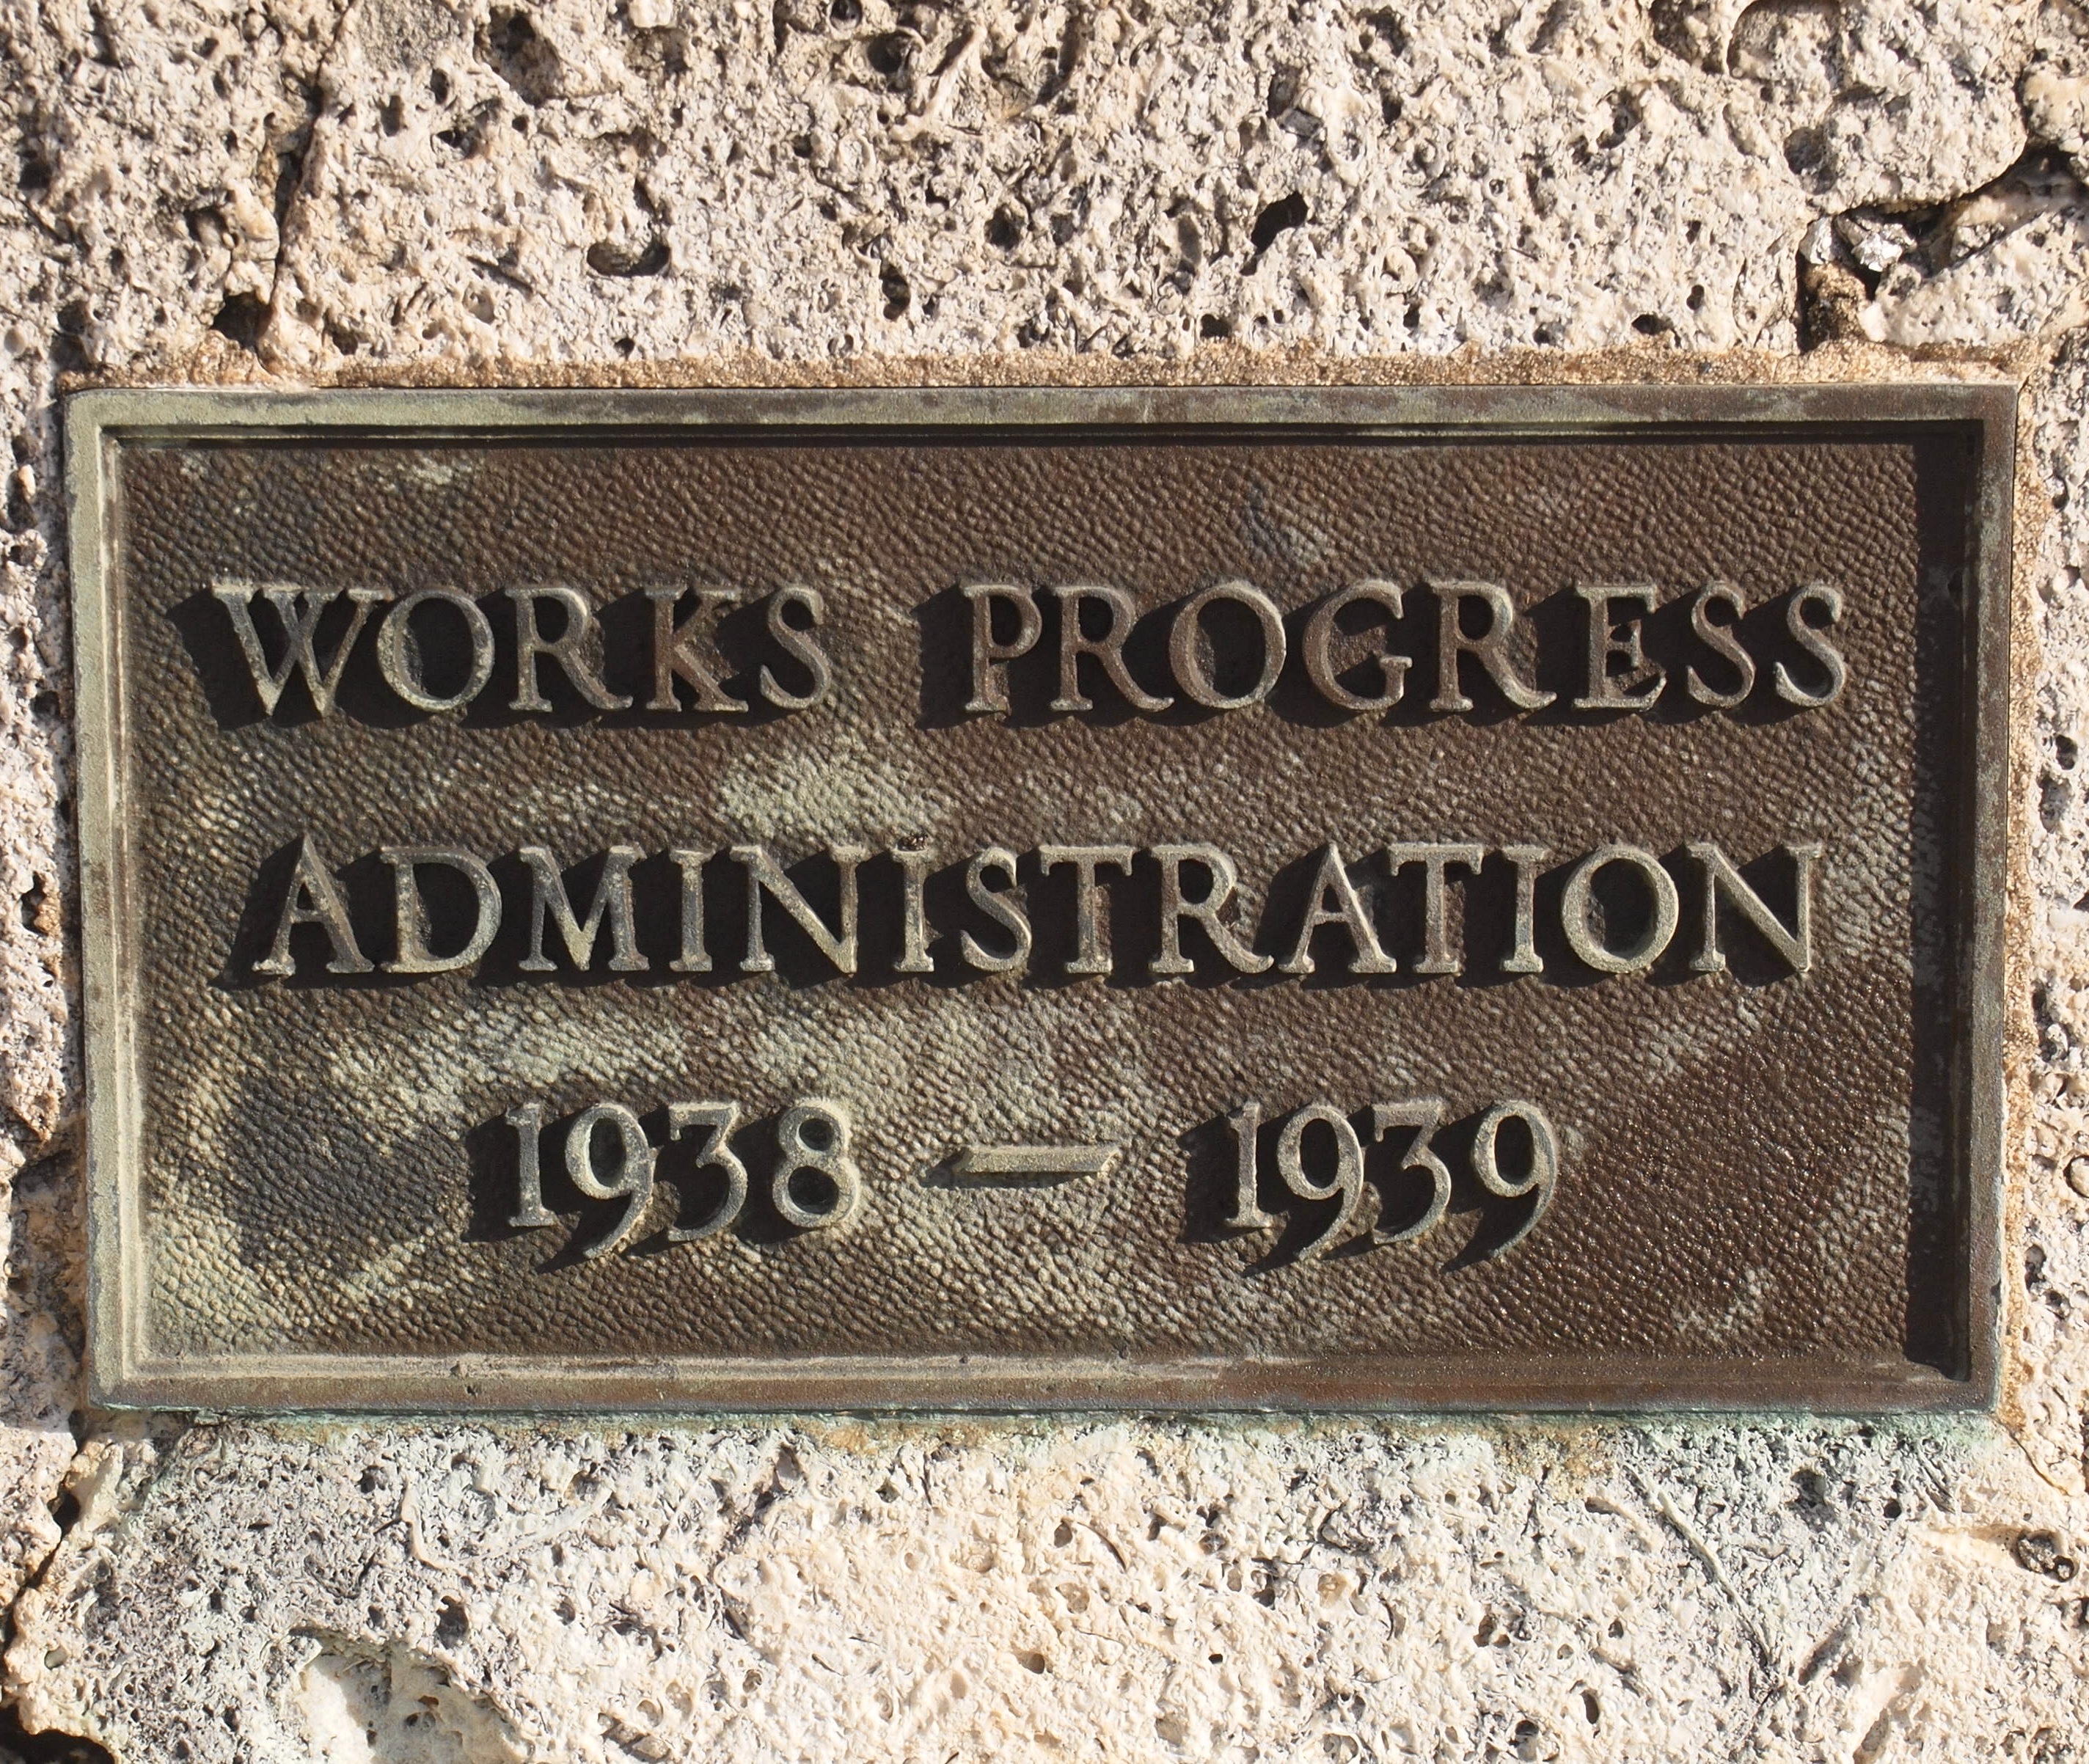 WORKS PROGRESS
ADMINISTRATION
1938 — 1939